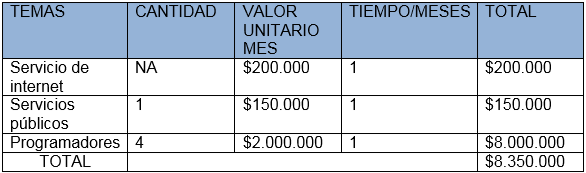 TEMAS CANTIDAD VALOR UNITARIO MES TIEMPO/MESES TOTAL
Servicio de internet NA $200.000 1 $200.000
Servicios públicos 1 $150.000 1 $150.000
Programadores 4 $2.000.000 1 $8.000.000
TOTAL $8.350.000